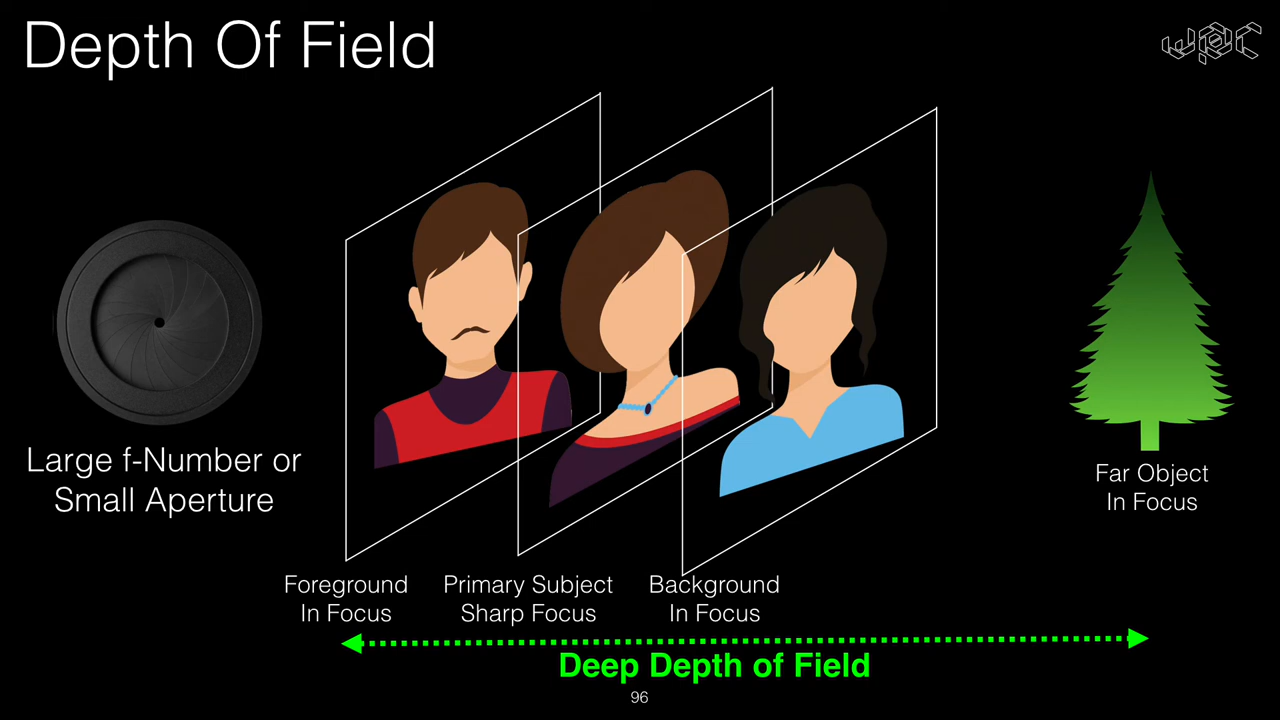 Depth Of Field
wpc
Large f-Number or
Small Aperture
Foreground
In Focus
Primary Subject
Sharp Focus
Background
In Focus
Far Object
In Focus
Deep Depth of Field
96